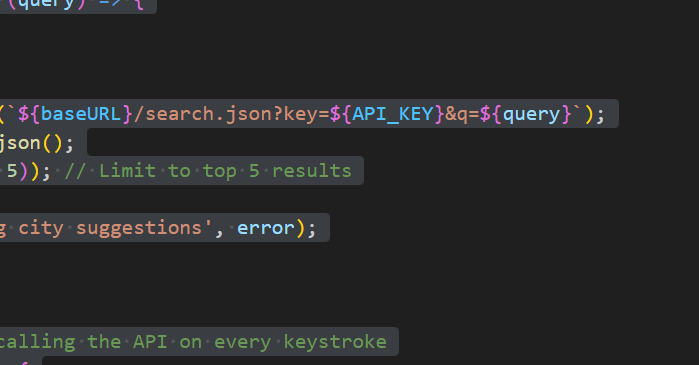 (query) => {
(`${baseURL}/search.json?key=${API_KEY}&q=${query}`);
json();
5)); // Limit to top 5 results
g city suggestions', error);
calling the API on every keystroke
{